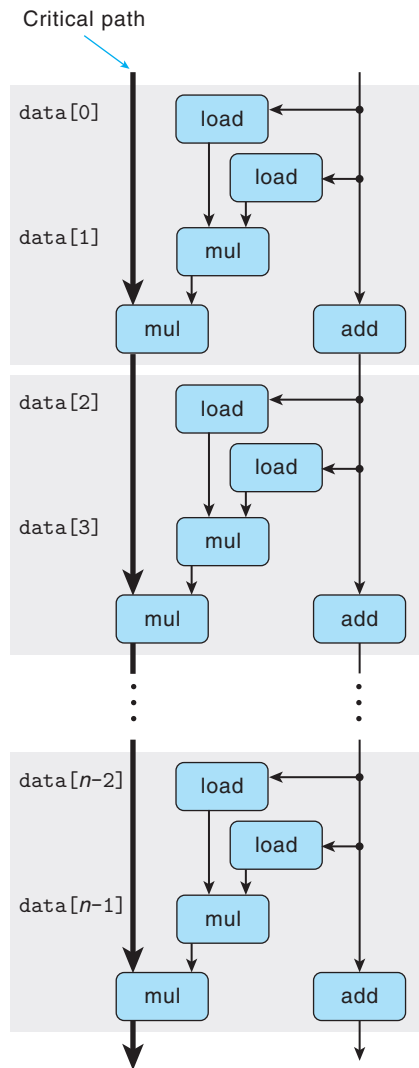 Critical path
data[0]
load
load
data[1]
mul
mul
add
data[2]
load
load
data[3]
mul
mul
add
data[n-2]
load
load
data[n-1]
mul
mul
add